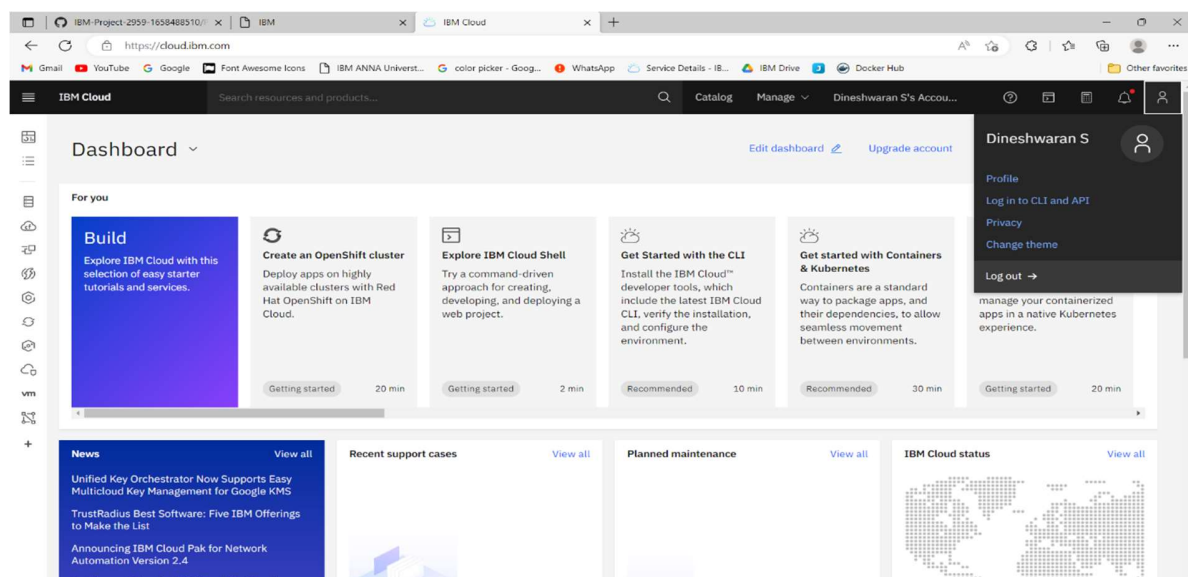 IBM-Project-2959-1658488510/
IBM
IBM Cloud
https://cloud.ibm.com
Gmail YouTube Google Font Awesome Icons IBM ANNA Universt... color picker - Goog... WhatsApp Service Details - IB... IBM Drive Docker Hub Other favorites
IBM Cloud Search resources and products... Catalog Manage Dineshwaran S's Accou...
Dashboard Edit dashboard Upgrade account
Dineshwaran S
Profile
Log in to CLI and API
Privacy
Change theme
Log out →
For you
Build
Explore IBM Cloud with this
selection of easy starter
tutorials and services.
Create an OpenShift cluster
Deploy apps on highly
available clusters with Red
Hat OpenShift on IBM
Cloud.
Getting started 20 min
Explore IBM Cloud Shell
Try a command-driven
approach for creating,
developing, and deploying a
web project.
Getting started 2 min
Get Started with the CLI
Install the IBM Cloud™
developer tools, which
include the latest IBM Cloud
CLI, verify the installation,
and configure the
environment.
Recommended 10 min
Get started with Containers
& Kubernetes
Containers are a standard
way to package apps, and
their dependencies, to allow
seamless movement
between environments.
Recommended 30 min
manage your containerized
apps in a native Kubernetes
experience.
Getting started 20 min
vm
News View all
Unified Key Orchestrator Now Supports Easy
Multicloud Key Management for Google KMS
TrustRadius Best Software: Five IBM Offerings
to Make the List
Announcing IBM Cloud Pak for Network
Automation Version 2.4
Recent support cases View all
Planned maintenance View all
IBM Cloud status View all